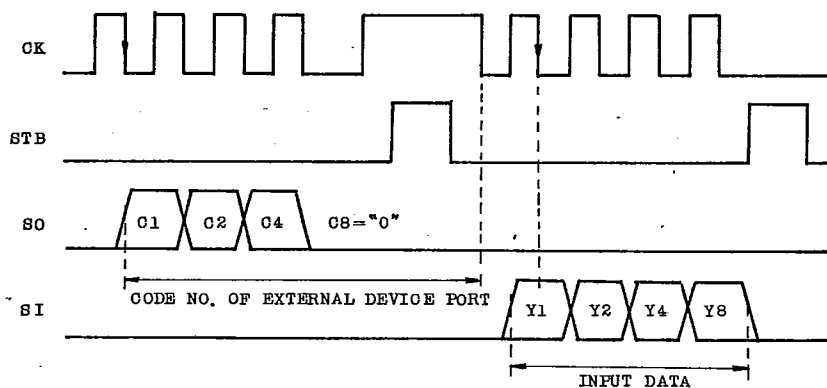 CK
STB
SO C1 C2 C4 C8="0"
CODE NO. OF EXTERNAL DEVICE PORT
SI Y1 Y2 Y4 Y8
INPUT DATA